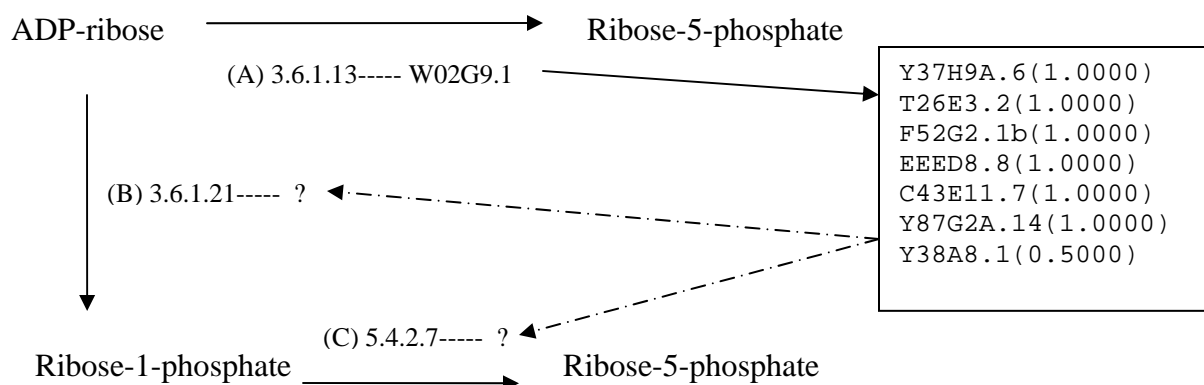 ADP-ribose Ribose-5-phosphate
(A) 3.6.1.13----- W02G9.1
Y37H9A.6(1.0000)
T26E3.2(1.0000)
F52G2.1b(1.0000)
EEED8.8(1.0000)
C43E11.7(1.0000)
Y87G2A.14(1.0000)
Y38A8.1(0.5000)
(B) 3.6.1.21----- ?
(C) 5.4.2.7----- ?
Ribose-1-phosphate Ribose-5-phosphate